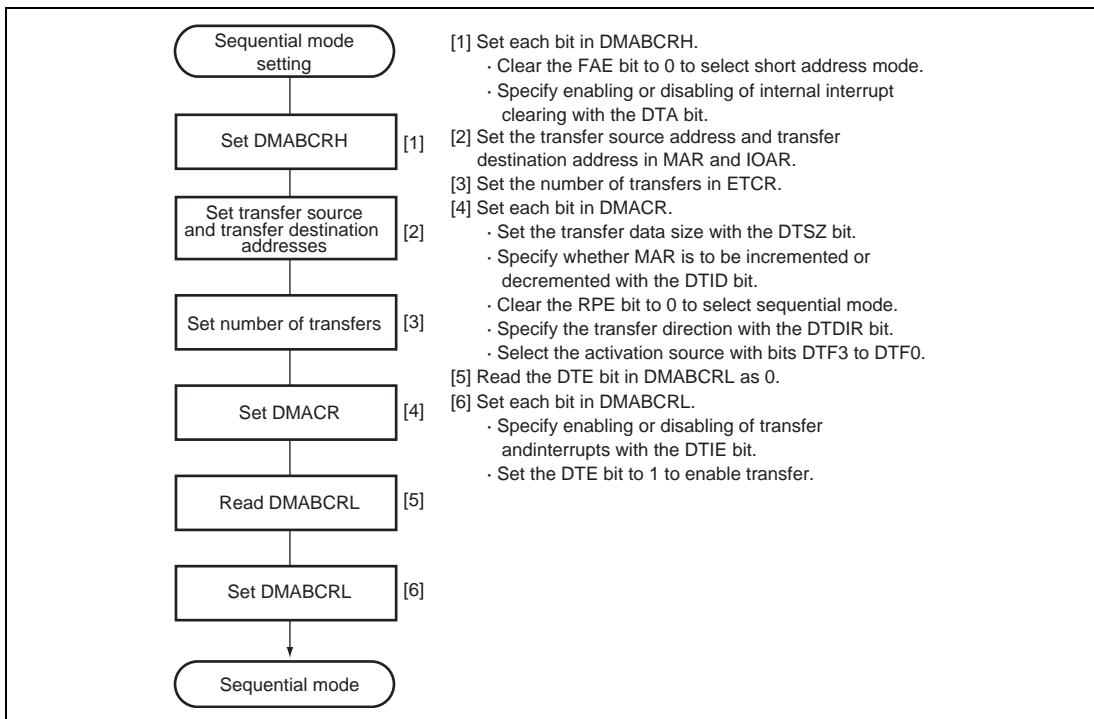 Sequential mode
setting
Set DMABCRH
[1]
Set transfer source
and transfer destination
addresses
[2]
Set number of transfers
[3]
Set DMACR
[4]
Read DMABCRL
[5]
Set DMABCRL
[6]
Sequential mode
[1] Set each bit in DMABCRH.
· Clear the FAE bit to 0 to select short address mode.
· Specify enabling or disabling of internal interrupt
clearing with the DTA bit.
[2] Set the transfer source address and transfer
destination address in MAR and IOAR.
[3] Set the number of transfers in ETCR.
[4] Set each bit in DMACR.
· Set the transfer data size with the DTSZ bit.
· Specify whether MAR is to be incremented or
decremented with the DTID bit.
· Clear the RPE bit to 0 to select sequential mode.
· Specify the transfer direction with the DTDIR bit.
· Select the activation source with bits DTF3 to DTF0.
[5] Read the DTE bit in DMABCRL as 0.
[6] Set each bit in DMABCRL.
· Specify enabling or disabling of transfer
andinterrupts with the DTIE bit.
· Set the DTE bit to 1 to enable transfer.